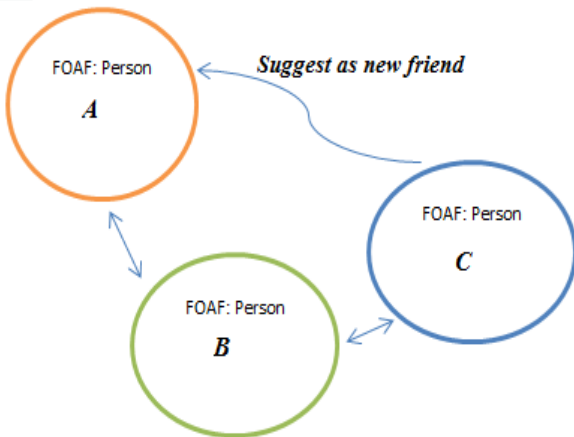 FOAF: Person
A
Suggest as new friend
FOAF: Person
C
FOAF: Person
B